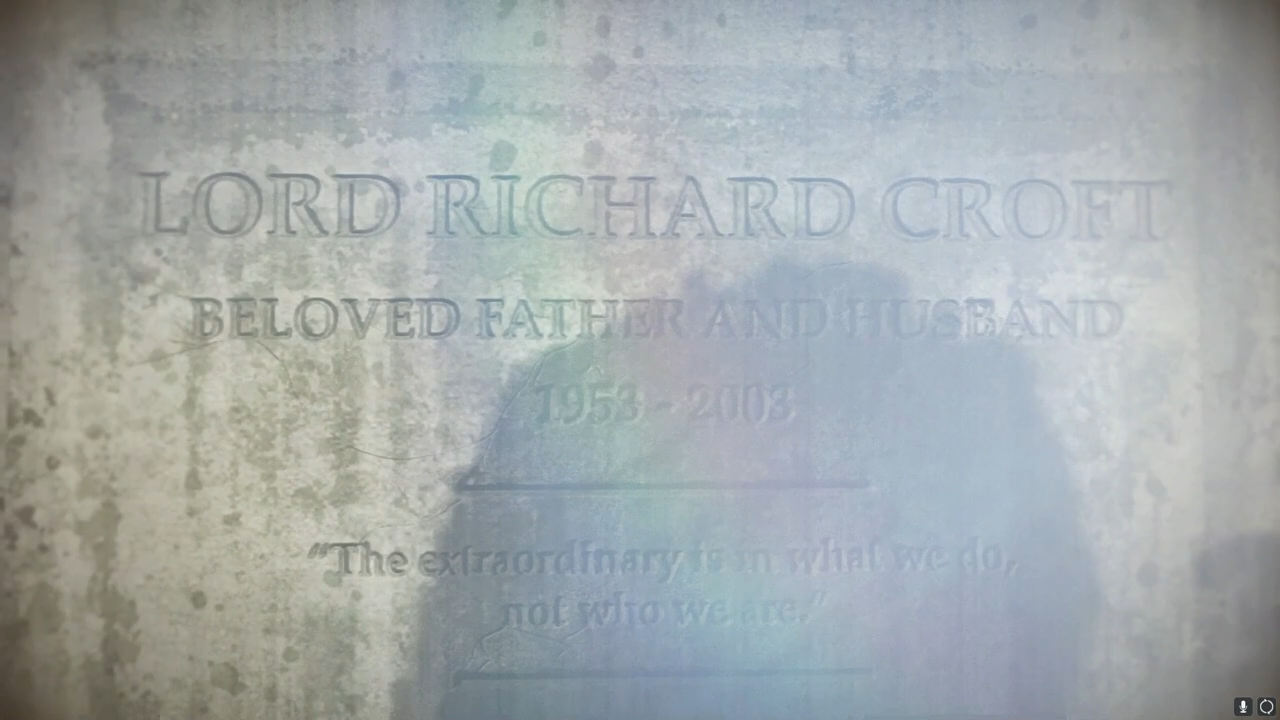 LORD RICHARD CROFT
BELOVED FATHER AND HUSBAND
1953 - 2003
“The extraordinary is in what we do,
not who we are.”